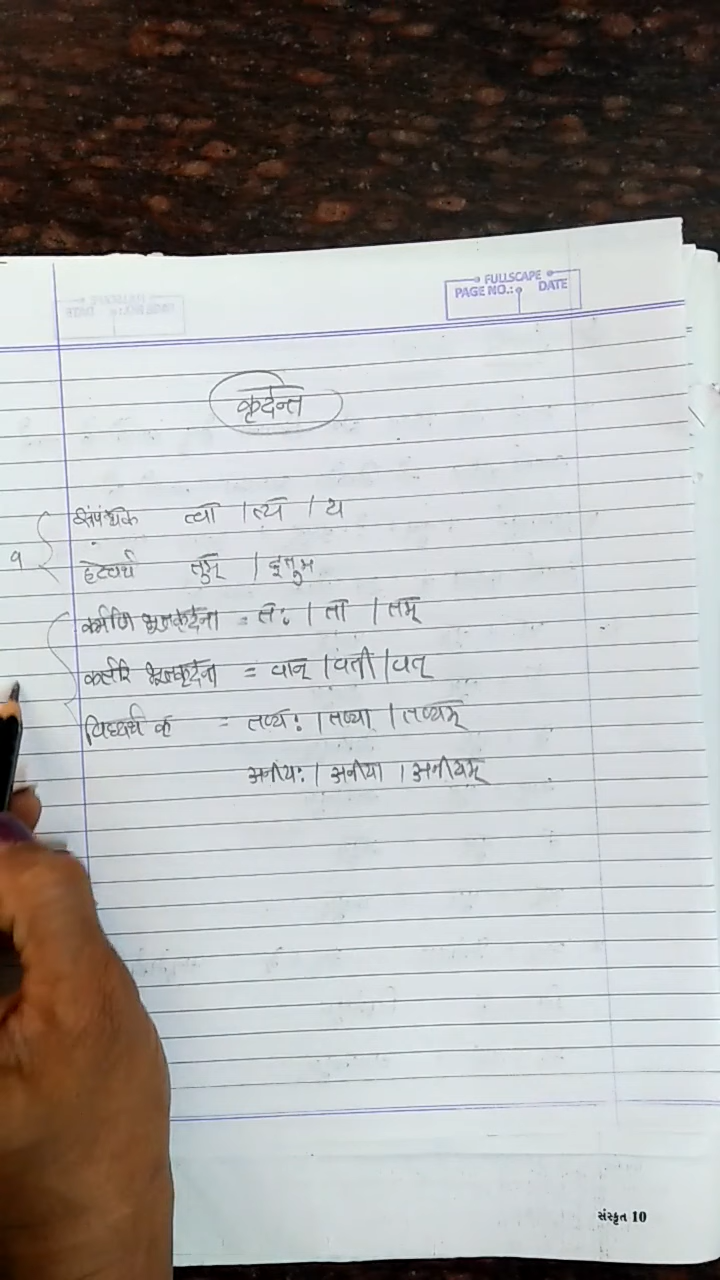 FULLSCAPE
PAGE NO.: DATE
कृदन्त
त्वा / त्य / य
१
हेत्वर्थ तुम् / इतुम
कर्मणि भूतकृदन्त = तः / ता / तम्
कर्तरि भूतकृदन्त = वान् / वती / वत्
विध्यर्थ क = तव्यः / तव्या / तव्यम्
अनीयः / अनीया / अनीयम्
સંસ્કૃત 10